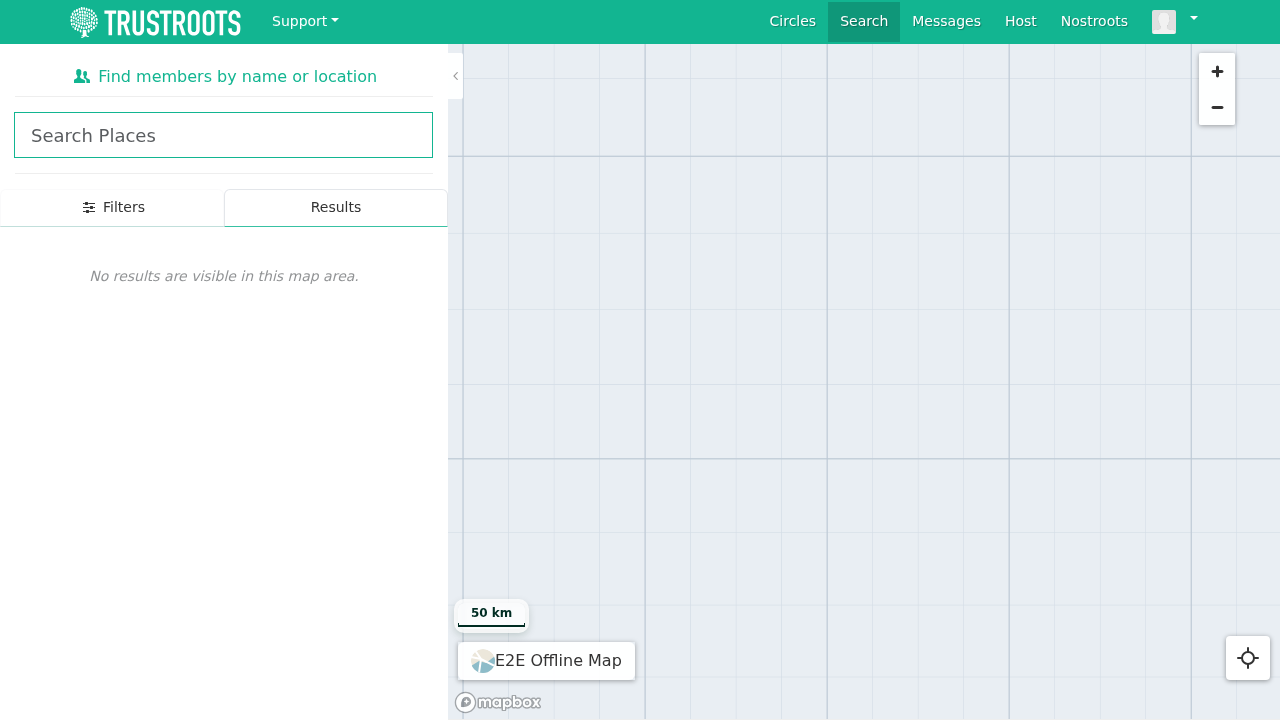 TRUSTROOTS
Support
Circles
Search
Messages
Host
Nostroots
Find members by name or location
Search Places
Filters
Results
No results are visible in this map area.
50 km
E2E Offline Map
mapbox